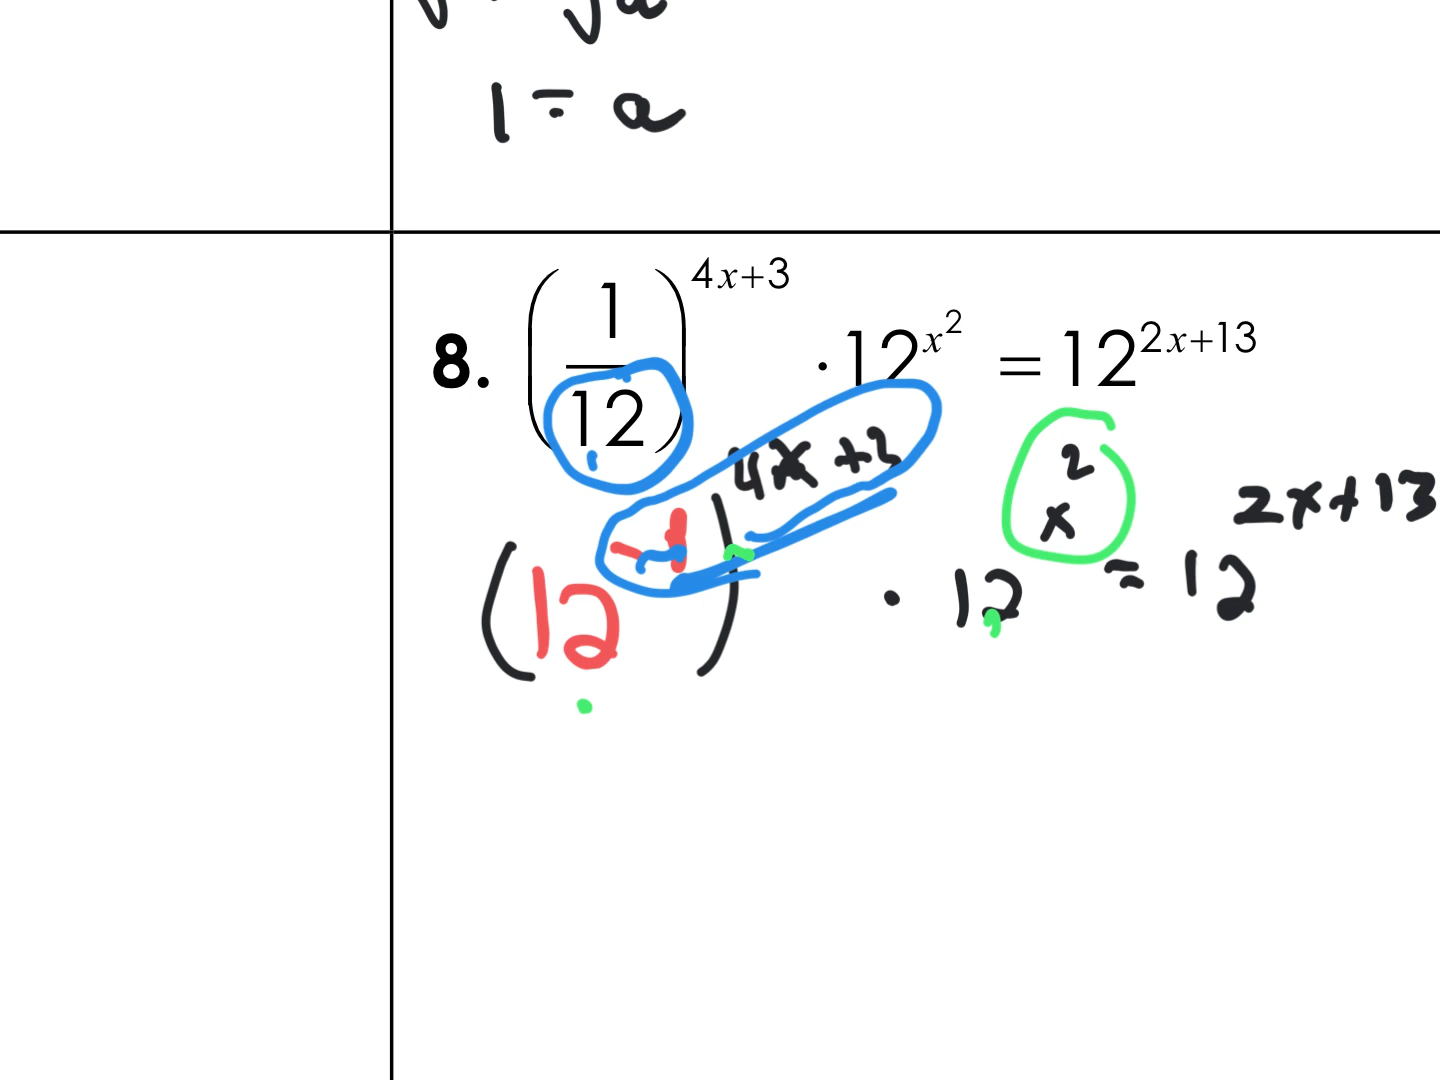 1 = a
8. (1/12)^(4x+3) · 12^(x^2) = 12^(2x+13)
(12^-1)^(4x+3) · 12^(x^2) = 12^(2x+13)